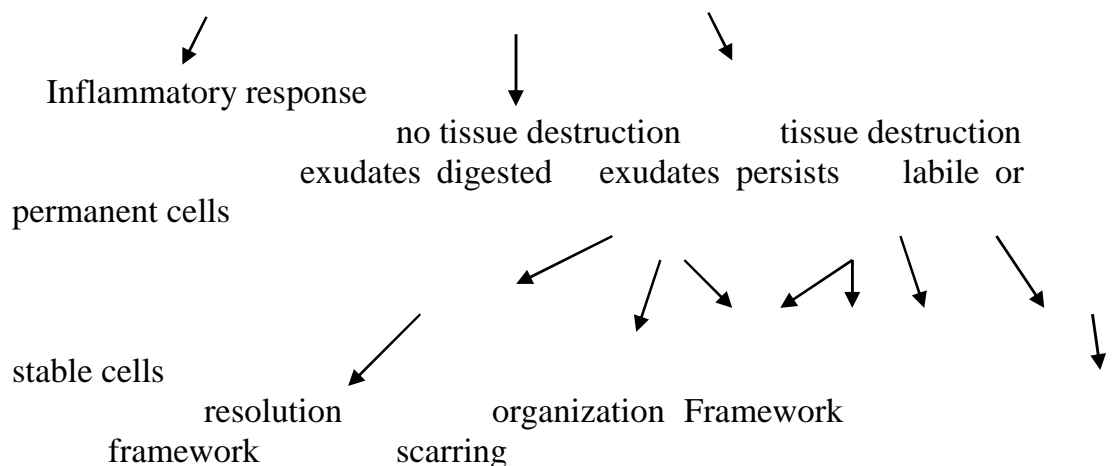 Inflammatory response
no tissue destruction tissue destruction
exudates digested exudates persists labile or
permanent cells
stable cells
resolution organization Framework
framework scarring